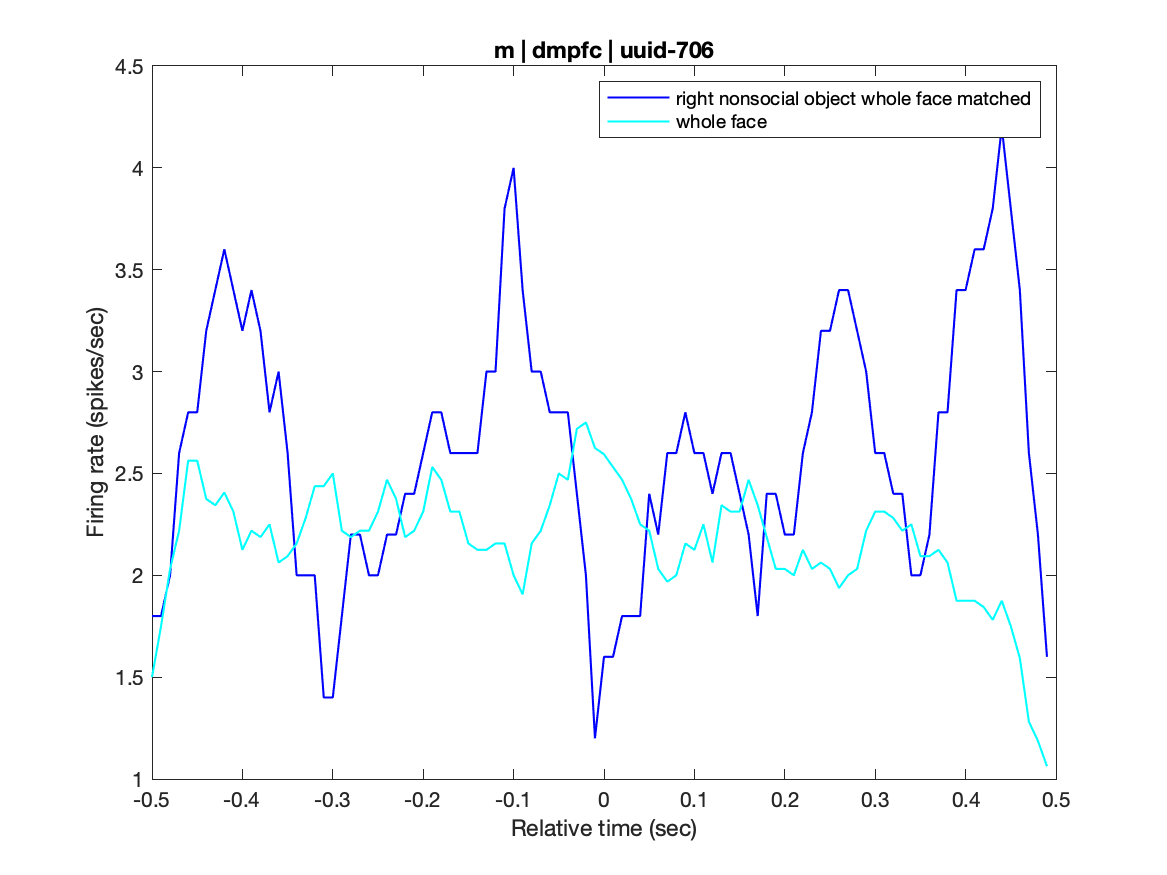 m | dmpfc | uuid-706
4.5
4
3.5
3
2.5
2
1.5
1
Firing rate (spikes/sec)
right nonsocial object whole face matched
whole face
-0.5 -0.4 -0.3 -0.2 -0.1 0 0.1 0.2 0.3 0.4 0.5
Relative time (sec)